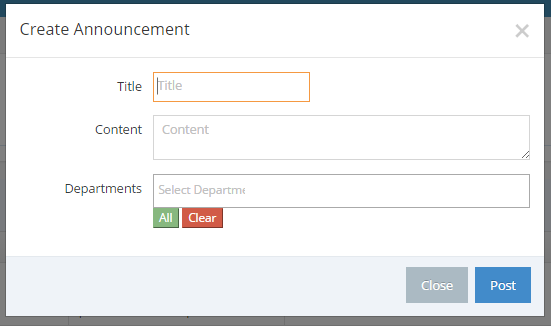 Create Announcement ×
Title Title
Content Content
Departments Select Departme
All Clear
Close Post